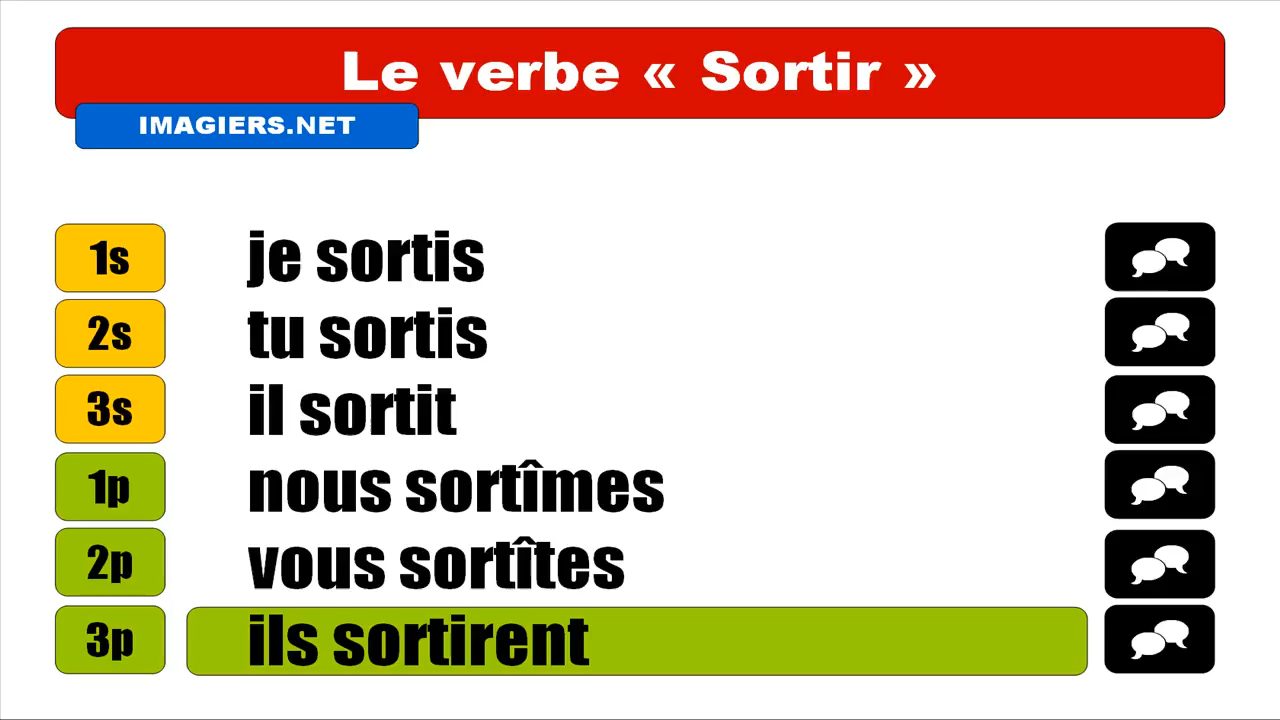 Le verbe « Sortir »
IMAGIERS.NET
1s je sortis
2s tu sortis
3s il sortit
1p nous sortîmes
2p vous sortîtes
3p ils sortirent